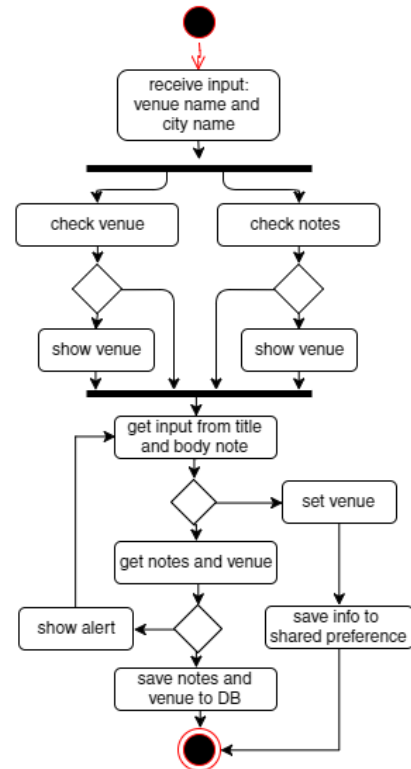 receive input:
venue name and
city name
check venue
check notes
show venue
show venue
get input from title
and body note
set venue
get notes and venue
show alert
save info to
shared preference
save notes and
venue to DB